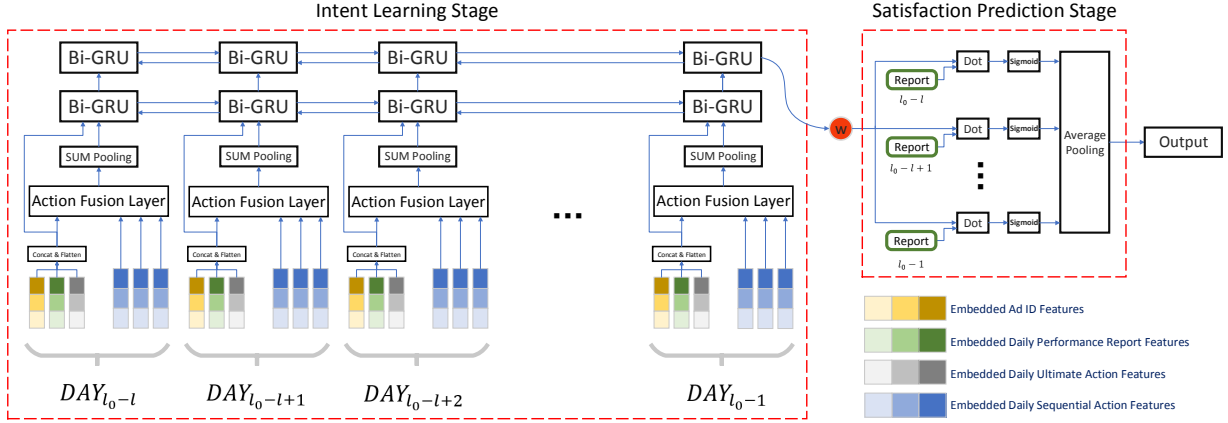 Intent Learning Stage
Satisfaction Prediction Stage
Bi-GRU
Bi-GRU
Bi-GRU
Bi-GRU
Bi-GRU
Bi-GRU
Bi-GRU
Bi-GRU
SUM Pooling
SUM Pooling
SUM Pooling
SUM Pooling
Action Fusion Layer
Action Fusion Layer
Action Fusion Layer
...
Action Fusion Layer
Concat & Flatten
Concat & Flatten
Concat & Flatten
Concat & Flatten
DAY_{l_0-l}
DAY_{l_0-l+1}
DAY_{l_0-l+2}
DAY_{l_0-1}
w
Dot
Sigmoid
Report
l_0 − l
Dot
Sigmoid
Report
l_0 − l + 1
Dot
Sigmoid
Report
l_0 − 1
Average
Pooling
Output
Embedded Ad ID Features
Embedded Daily Performance Report Features
Embedded Daily Ultimate Action Features
Embedded Daily Sequential Action Features